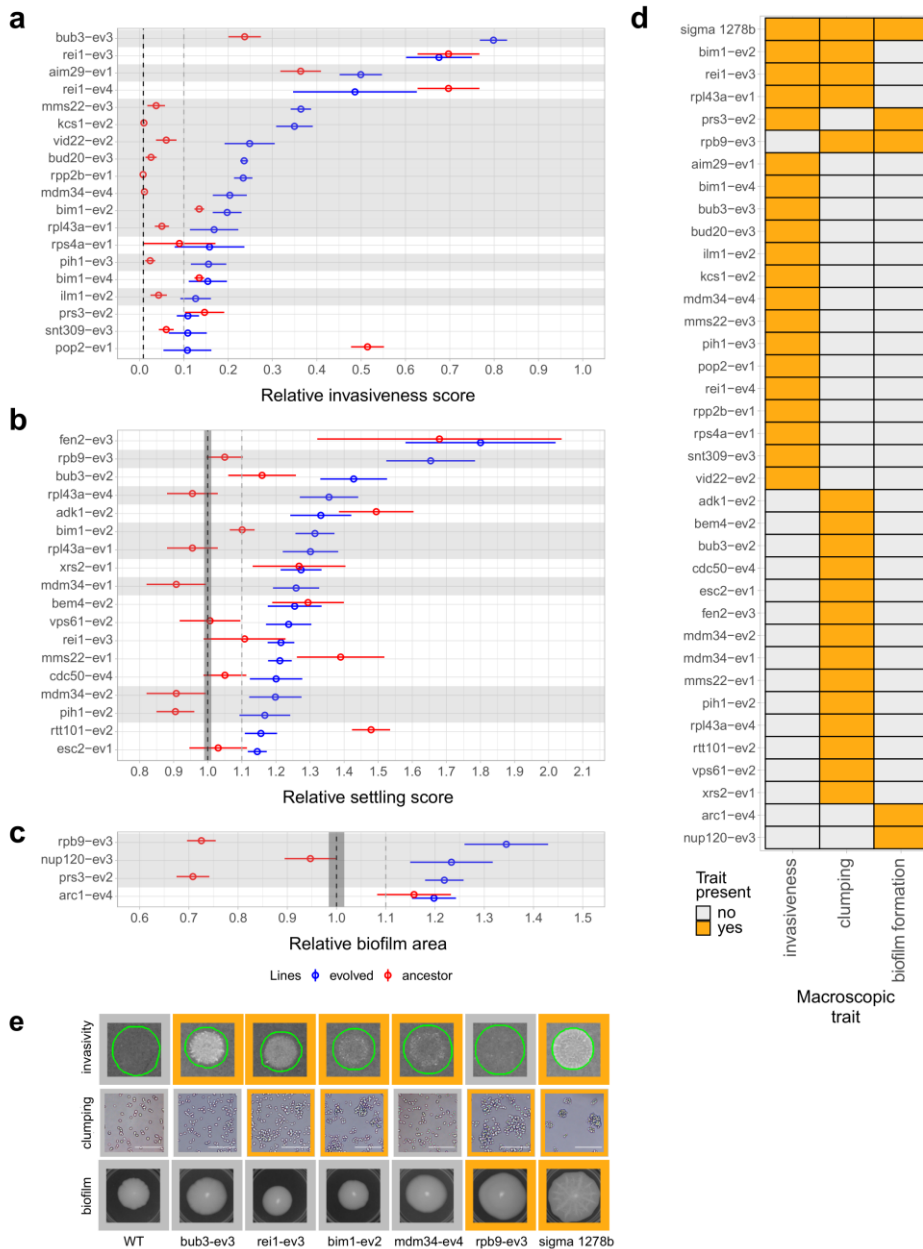 a
bub3−ev3
rei1−ev3
aim29−ev1
rei1−ev4
mms22−ev3
kcs1−ev2
vid22−ev2
bud20−ev3
rpp2b−ev1
mdm34−ev4
bim1−ev2
rpl43a−ev1
rps4a−ev1
pih1−ev3
bim1−ev4
ilm1−ev2
prs3−ev2
snt309−ev3
pop2−ev1
0.0 0.1 0.2 0.3 0.4 0.5 0.6 0.7 0.8 0.9 1.0
Relative invasiveness score
b
fen2−ev3
rpb9−ev3
bub3−ev2
rpl43a−ev4
adk1−ev2
bim1−ev2
rpl43a−ev1
xrs2−ev1
mdm34−ev1
bem4−ev2
vps61−ev2
rei1−ev3
mms22−ev1
cdc50−ev4
mdm34−ev2
pih1−ev2
rtt101−ev2
esc2−ev1
0.8 0.9 1.0 1.1 1.2 1.3 1.4 1.5 1.6 1.7 1.8 1.9 2.0 2.1
Relative settling score
c
rpb9−ev3
nup120−ev3
prs3−ev2
arc1−ev4
0.6 0.7 0.8 0.9 1.0 1.1 1.2 1.3 1.4 1.5
Relative biofilm area
Lines evolved ancestor
d
sigma 1278b
bim1−ev2
rei1−ev3
rpl43a−ev1
prs3−ev2
rpb9−ev3
aim29−ev1
bim1−ev4
bub3−ev3
bud20−ev3
ilm1−ev2
kcs1−ev2
mdm34−ev4
mms22−ev3
pih1−ev3
pop2−ev1
rei1−ev4
rpp2b−ev1
rps4a−ev1
snt309−ev3
vid22−ev2
adk1−ev2
bem4−ev2
bub3−ev2
cdc50−ev4
esc2−ev1
fen2−ev3
mdm34−ev2
mdm34−ev1
mms22−ev1
pih1−ev2
rpl43a−ev4
rtt101−ev2
vps61−ev2
xrs2−ev1
arc1−ev4
nup120−ev3
Trait
present
no
yes
invasiveness
clumping
biofilm formation
Macroscopic
trait
e
invasivity
clumping
biofilm
WT bub3−ev3 rei1−ev3 bim1−ev2 mdm34−ev4 rpb9−ev3 sigma 1278b